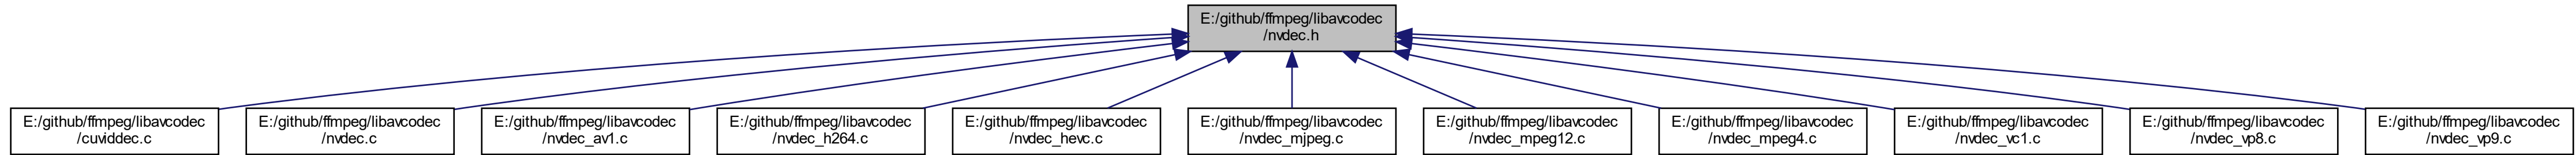 E:/github/ffmpeg/libavcodec
/nvdec.h
E:/github/ffmpeg/libavcodec
/cuviddec.c
E:/github/ffmpeg/libavcodec
/nvdec.c
E:/github/ffmpeg/libavcodec
/nvdec_av1.c
E:/github/ffmpeg/libavcodec
/nvdec_h264.c
E:/github/ffmpeg/libavcodec
/nvdec_hevc.c
E:/github/ffmpeg/libavcodec
/nvdec_mjpeg.c
E:/github/ffmpeg/libavcodec
/nvdec_mpeg12.c
E:/github/ffmpeg/libavcodec
/nvdec_mpeg4.c
E:/github/ffmpeg/libavcodec
/nvdec_vc1.c
E:/github/ffmpeg/libavcodec
/nvdec_vp8.c
E:/github/ffmpeg/libavcodec
/nvdec_vp9.c